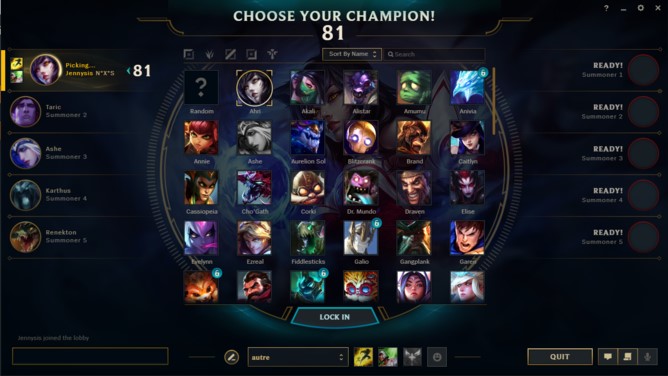 CHOOSE YOUR CHAMPION!
81
Picking...
Jennysis N"X"S
81
Taric
Summoner 2
Ashe
Summoner 3
Karthus
Summoner 4
Renekton
Summoner 5
Sort By Name
Search
Random
Ahri
Akali
Alistar
Amumu
Anivia
Annie
Ashe
Aurelion Sol
Blitzcrank
Brand
Caitlyn
Cassiopeia
Cho'Gath
Corki
Dr. Mundo
Draven
Elise
Evelynn
Ezreal
Fiddlesticks
Galio
Gangplank
Garen
LOCK IN
READY!
Summoner 1
READY!
Summoner 2
READY!
Summoner 3
READY!
Summoner 4
READY!
Summoner 5
Jennysis joined the lobby
autre
QUIT